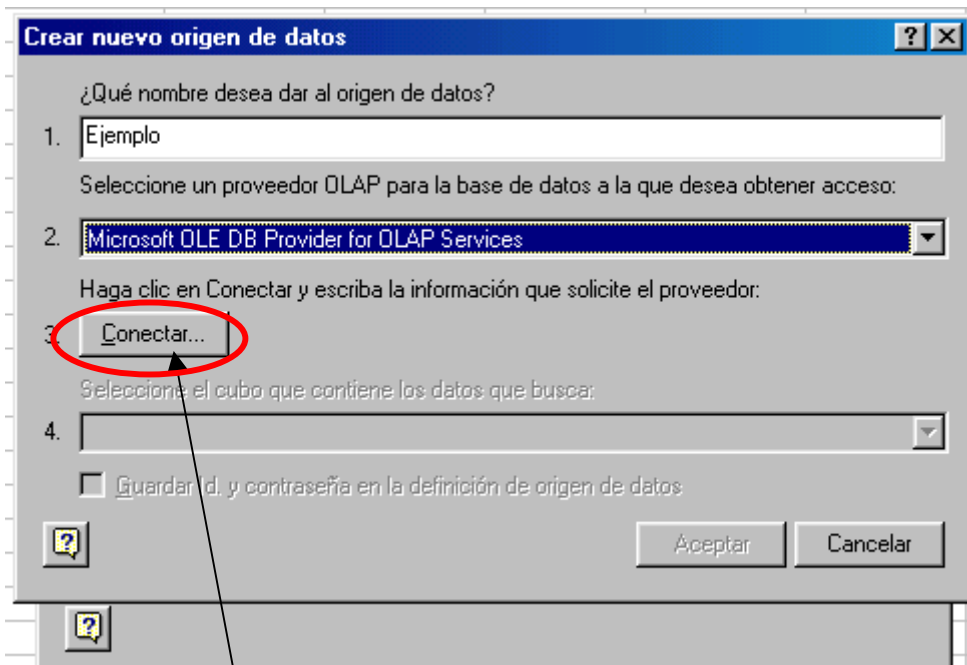 Crear nuevo origen de datos
¿Qué nombre desea dar al origen de datos?
1. Ejemplo
Seleccione un proveedor OLAP para la base de datos a la que desea obtener acceso:
2. Microsoft OLE DB Provider for OLAP Services
Haga clic en Conectar y escriba la información que solicite el proveedor:
3. Conectar...
Seleccione el cubo que contiene los datos que busca:
4.
Guardar Id. y contraseña en la definición de origen de datos
Aceptar Cancelar